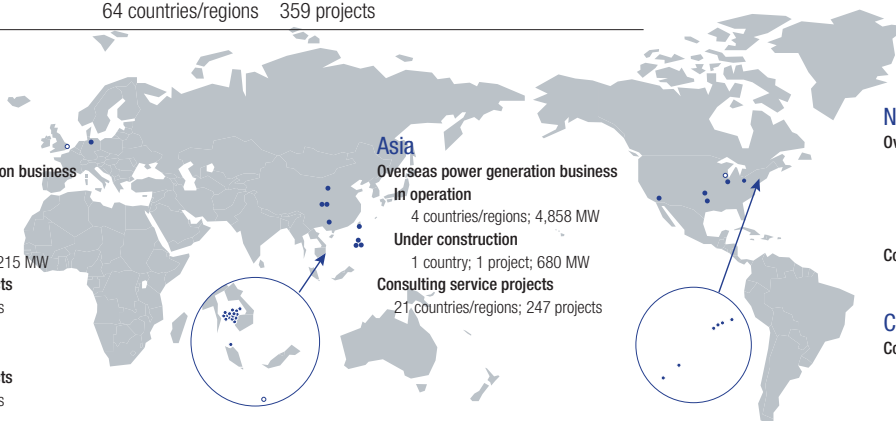 64 countries/regions 359 projects
on business
215 MW
ts
s
ts
s
Asia
Overseas power generation business
In operation
4 countries/regions; 4,858 MW
Under construction
1 country; 1 project; 680 MW
Consulting service projects
21 countries/regions; 247 projects
N
Ov
Co
C
Co